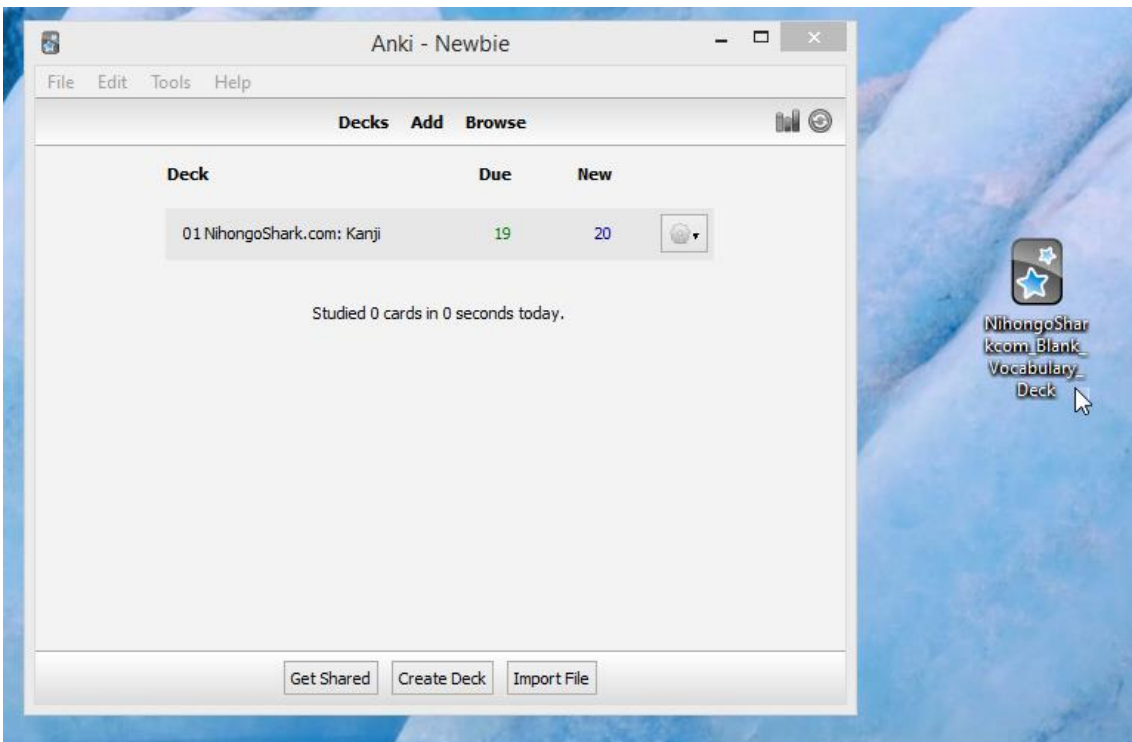 Anki - Newbie
File Edit Tools Help
Decks Add Browse
Deck Due New
01 NihongoShark.com: Kanji 19 20
Studied 0 cards in 0 seconds today.
NihongoShar
kcom_Blank_
Vocabulary_
Deck
Get Shared Create Deck Import File